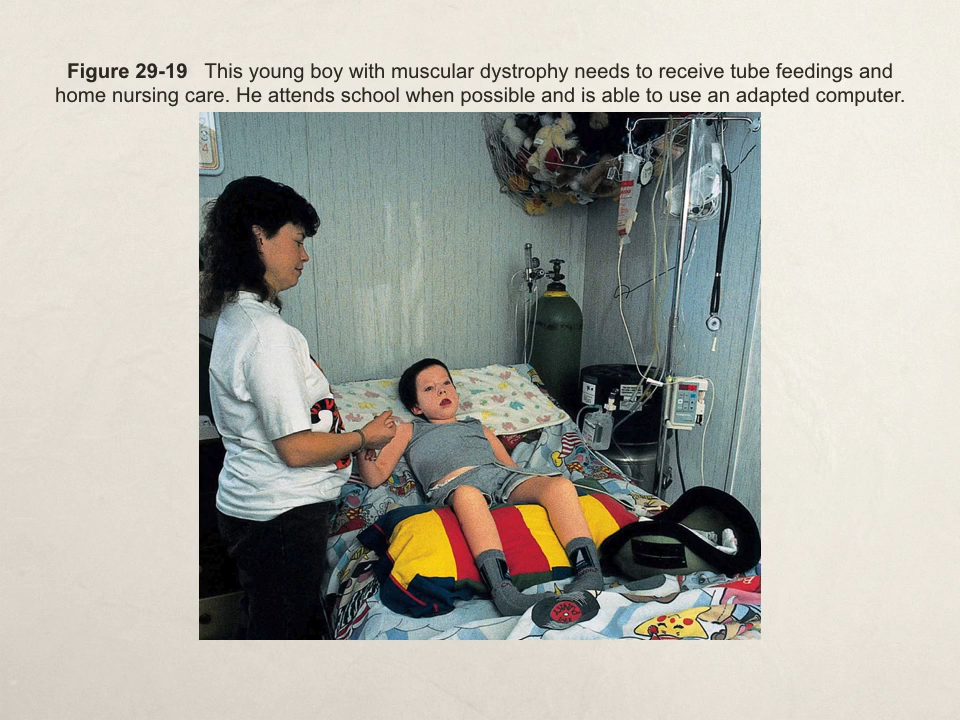 Figure 29-19 This young boy with muscular dystrophy needs to receive tube feedings and
home nursing care. He attends school when possible and is able to use an adapted computer.